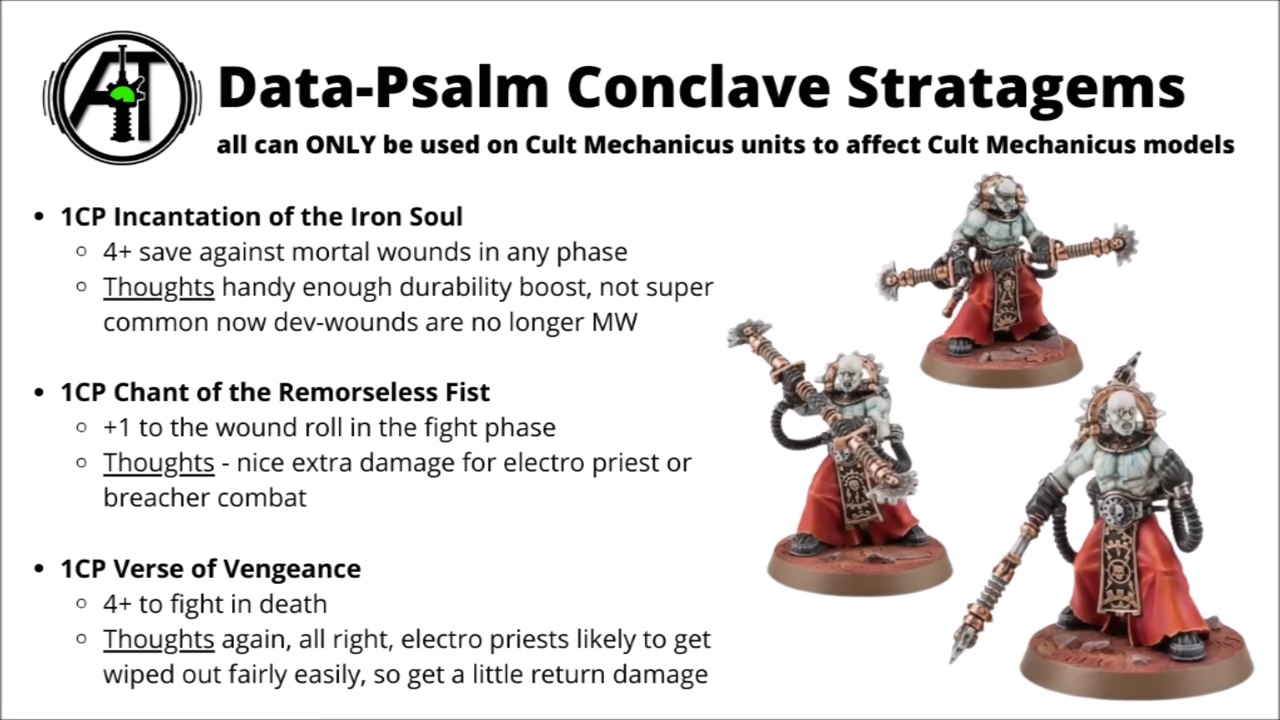 AT
Data-Psalm Conclave Stratagems
all can ONLY be used on Cult Mechanicus units to affect Cult Mechanicus models
• 1CP Incantation of the Iron Soul
○ 4+ save against mortal wounds in any phase
○ Thoughts handy enough durability boost, not super
common now dev-wounds are no longer MW
• 1CP Chant of the Remorseless Fist
○ +1 to the wound roll in the fight phase
○ Thoughts - nice extra damage for electro priest or
breacher combat
• 1CP Verse of Vengeance
○ 4+ to fight in death
○ Thoughts again, all right, electro priests likely to get
wiped out fairly easily, so get a little return damage